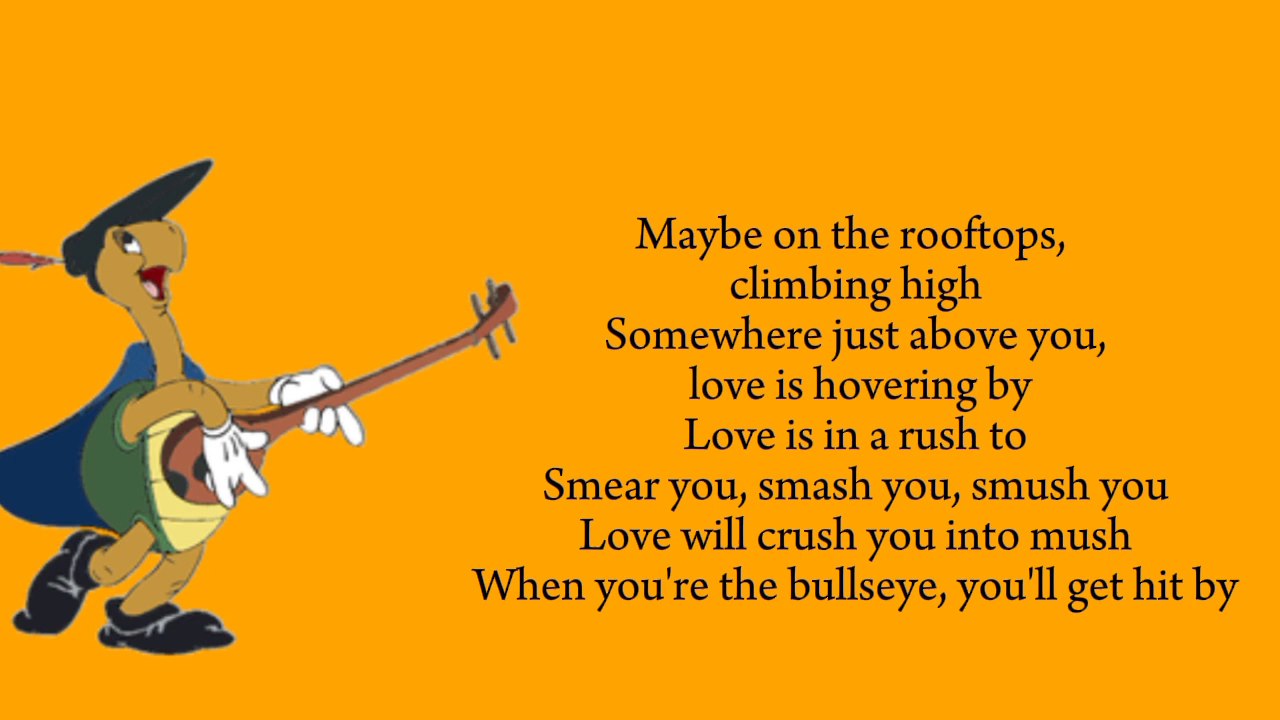 Maybe on the rooftops,
climbing high
Somewhere just above you,
love is hovering by
Love is in a rush to
Smear you, smash you, smush you
Love will crush you into mush
When you're the bullseye, you'll get hit by